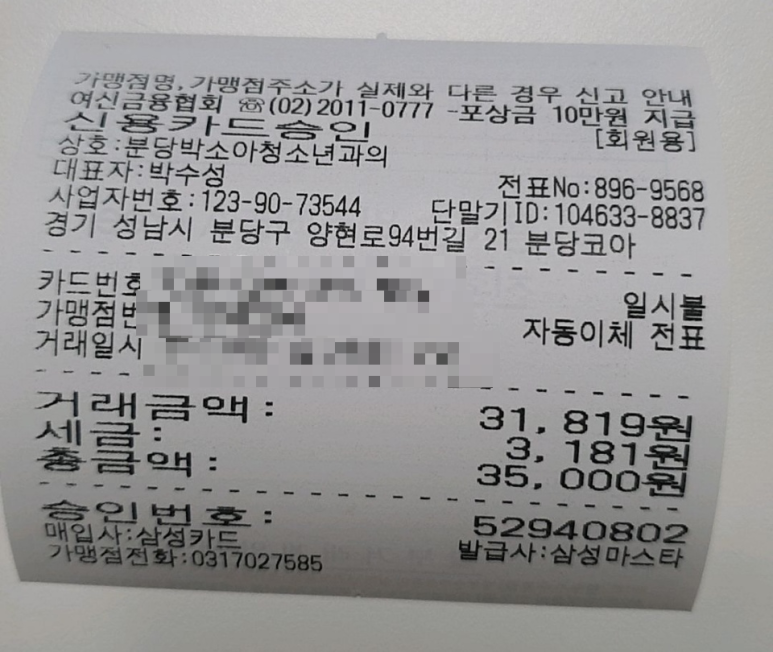 가맹점명,가맹점주소가 실제와 다른 경우 신고 안내
여신금융협회 ☏(02)2011-0777 -포상금 10만원 지급
신용카드승인 [회원용]
상호:분당박소아청소년과의
대표자:박수성 전표No:896-9568
사업자번호:123-90-73544 단말기ID:104633-8837
경기 성남시 분당구 양현로94번길 21 분당코아
카드번호 일시불
가맹점번 자동이체 전표
거래일시
거래금액: 31,819원
세금: 3,181원
총금액: 35,000원
승인번호: 52940802
매입사:삼성카드 발급사:삼성마스타
가맹점전화:0317027585